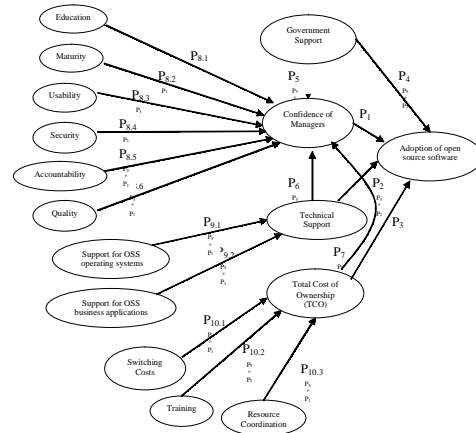 Education
Government
Support
P8.1
Maturity
P8.2
P5
P4
Usability
P8.3
P1
Confidence of
Managers
Security
P8.4
Adoption of open
source software
Accountability
P8.5
Quality
P6
P2
Technical
Support
P9.1
P3
Support for OSS
operating systems
P7
Support for OSS
business applications
Total Cost of
Ownership
(TCO)
P10.1
Switching
Costs
P10.2
P10.3
Training
Resource
Coordination